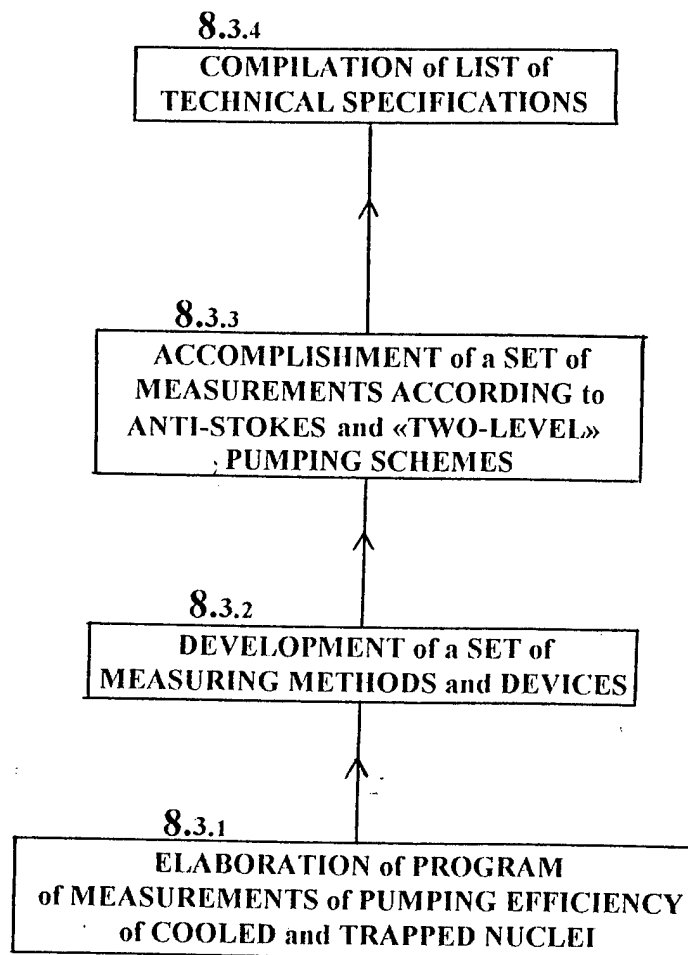 8.3.4
COMPILATION of LIST of
TECHNICAL SPECIFICATIONS
8.3.3
ACCOMPLISHMENT of a SET of
MEASUREMENTS ACCORDING to
ANTI-STOKES and «TWO-LEVEL»
PUMPING SCHEMES
8.3.2
DEVELOPMENT of a SET of
MEASURING METHODS and DEVICES
8.3.1
ELABORATION of PROGRAM
of MEASUREMENTS of PUMPING EFFICIENCY
of COOLED and TRAPPED NUCLEI